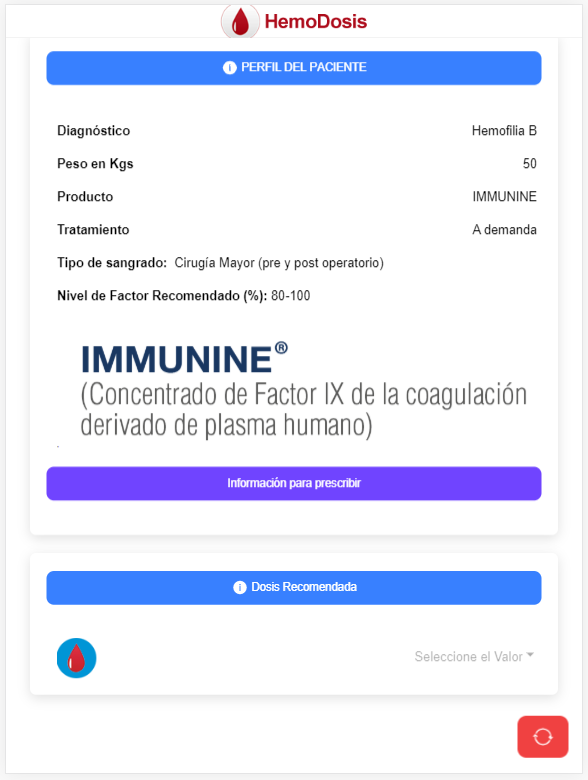 HemoDosis
PERFIL DEL PACIENTE
Diagnóstico Hemofilia B
Peso en Kgs 50
Producto IMMUNINE
Tratamiento A demanda
Tipo de sangrado: Cirugía Mayor (pre y post operatorio)
Nivel de Factor Recomendado (%): 80-100
IMMUNINE®
(Concentrado de Factor IX de la coagulación
derivado de plasma humano)
Información para prescribir
Dosis Recomendada
Seleccione el Valor